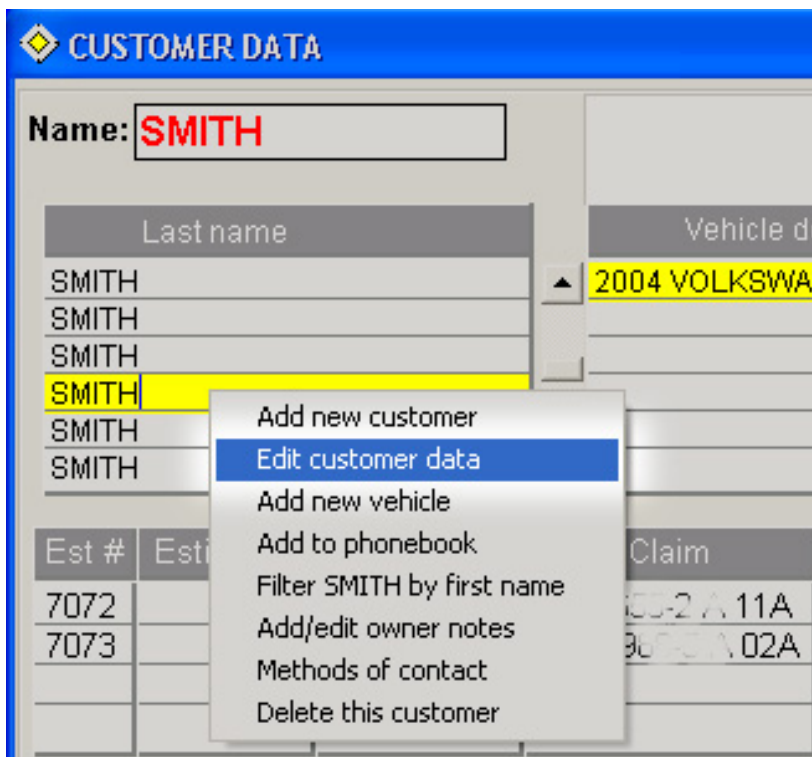 CUSTOMER DATA
Name: SMITH
Last name
Vehicle d
SMITH
2004 VOLKSWA
SMITH
SMITH
SMITH
SMITH
SMITH
Add new customer
Edit customer data
Add new vehicle
Add to phonebook
Filter SMITH by first name
Add/edit owner notes
Methods of contact
Delete this customer
Est # Esti Claim
7072 11A
7073 02A